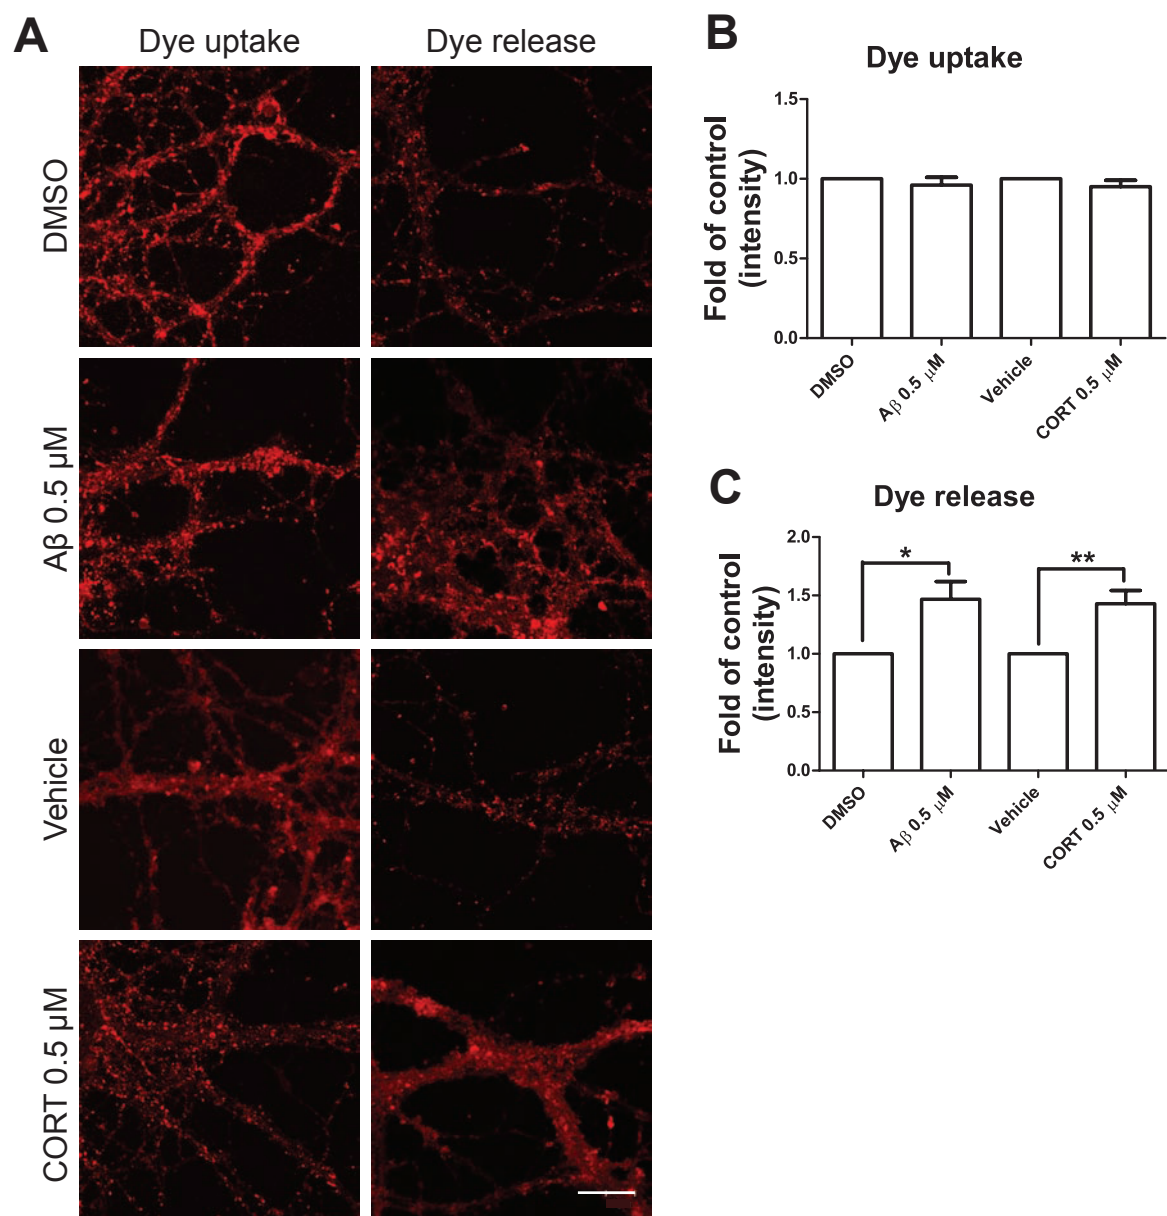 A
Dye uptake
Dye release
DMSO
Aβ 0.5 µM
Vehicle
CORT 0.5 µM
B
Dye uptake
Fold of control
(intensity)
1.5
1.0
0.5
0.0
DMSO
Aβ 0.5 µM
Vehicle
CORT 0.5 µM
C
Dye release
Fold of control
(intensity)
2.0
1.5
1.0
0.5
0.0
*
**
DMSO
Aβ 0.5 µM
Vehicle
CORT 0.5 µM